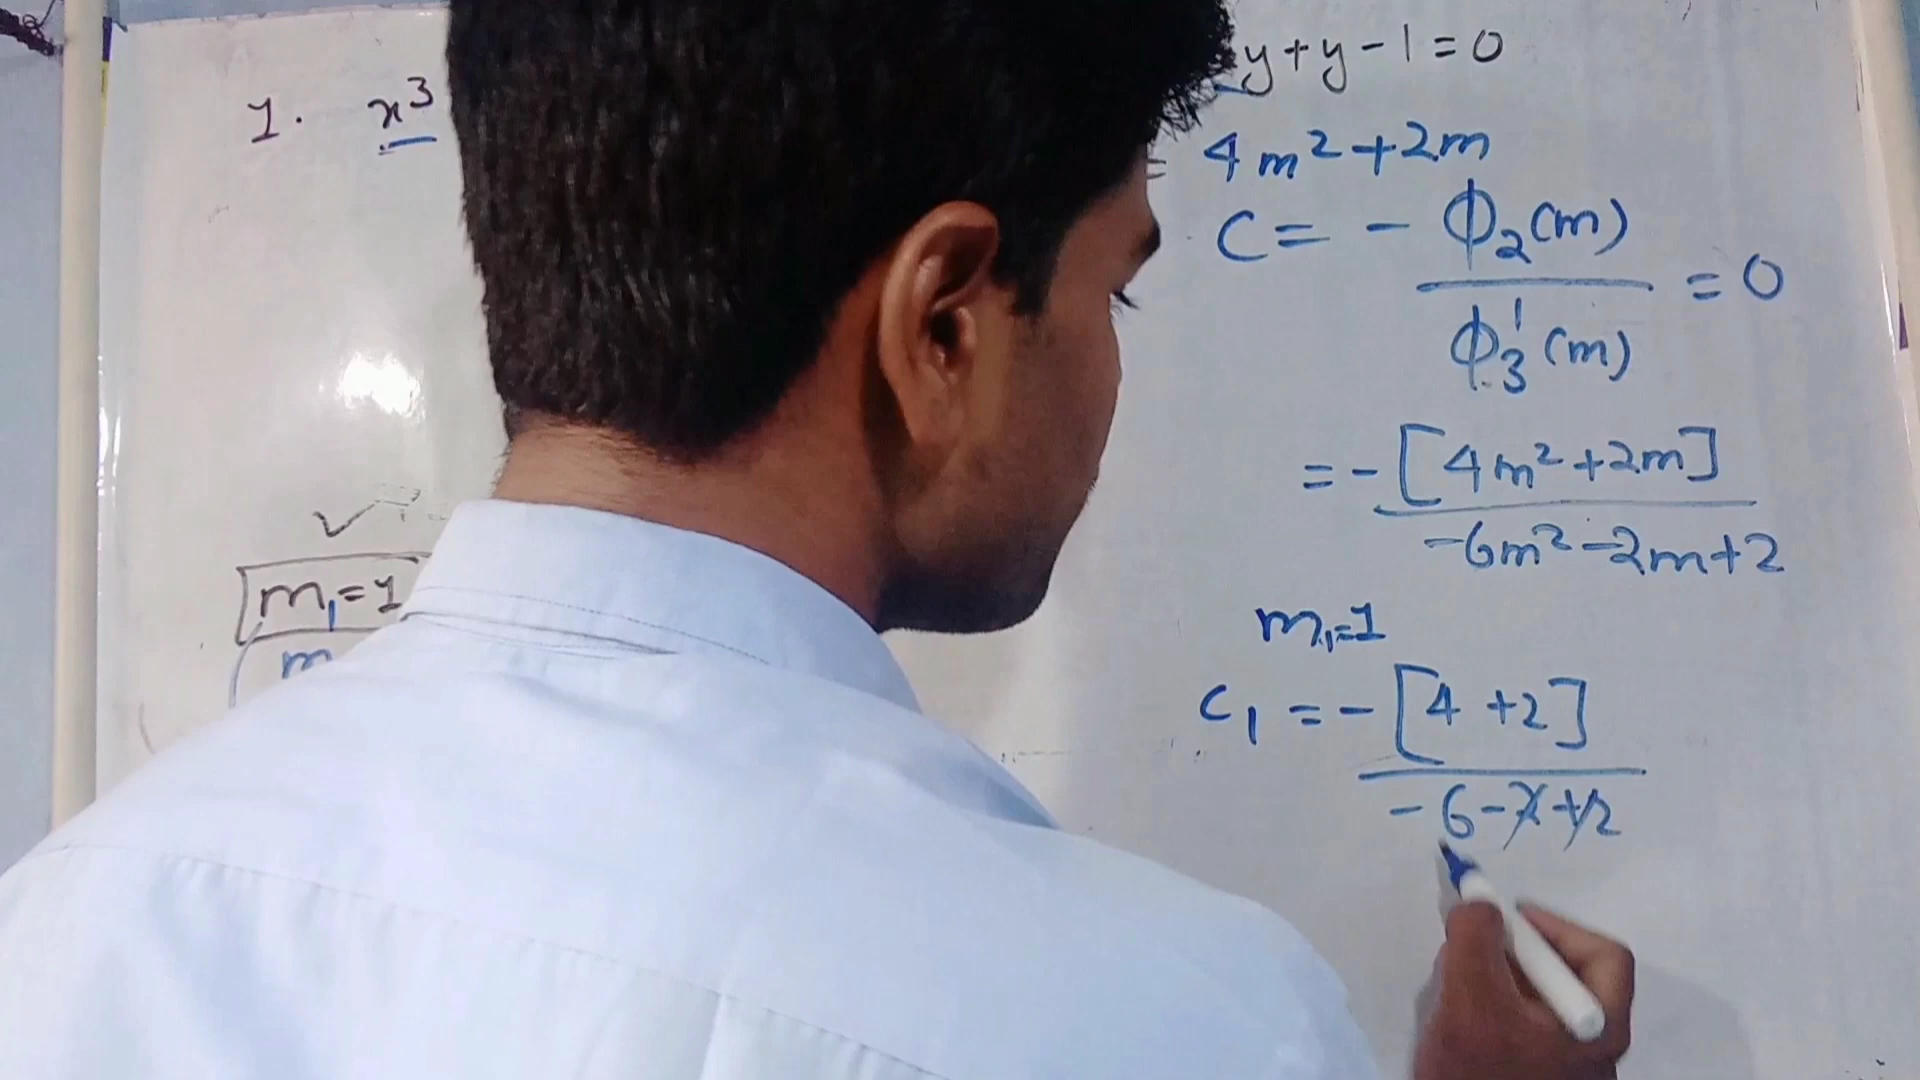 1. x³ y+y-1=0
= 4m²+2m
C = - ϕ₂(m)
= 0
ϕ₃'(m)
= - [4m²+2m]
-6m²-2m+2
m₁=1
m₁=1
m
C₁ = - [4+2]
-6-2+2